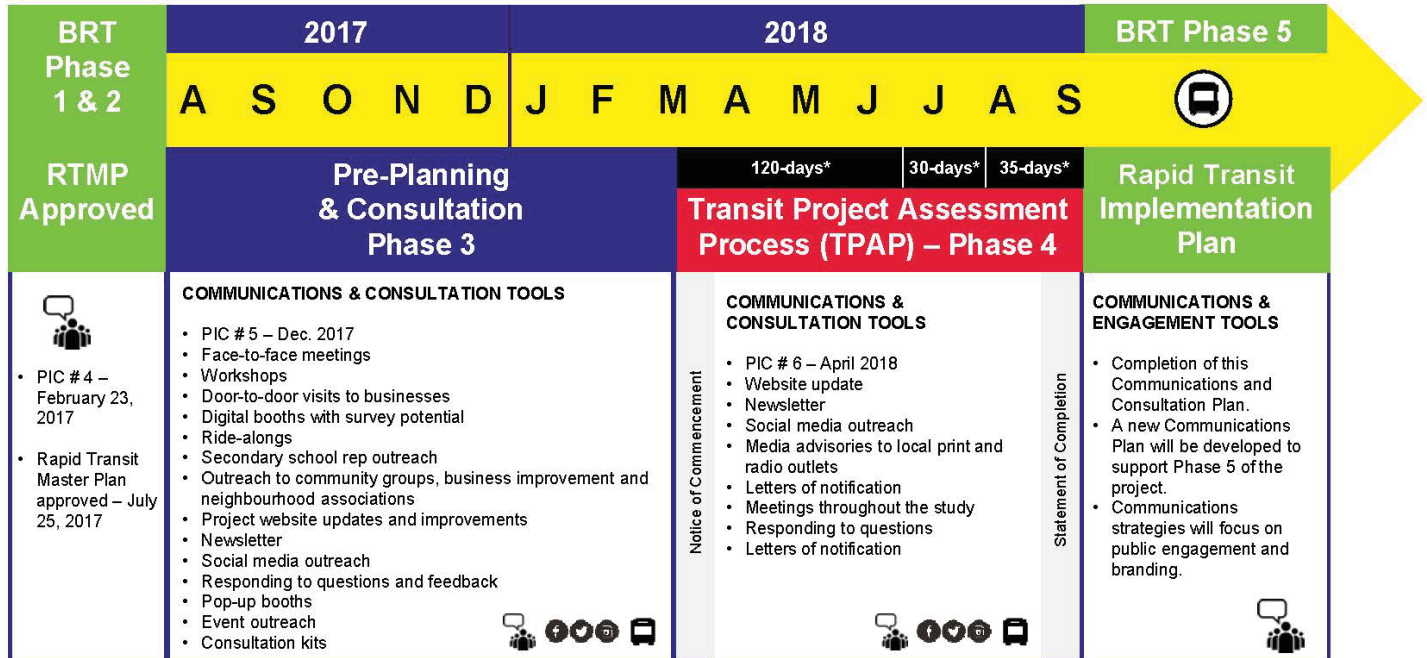 BRT
Phase
1 & 2
2017
2018
BRT Phase 5
A S O N D J F M A M J J A S
RTMP
Approved
Pre-Planning
& Consultation
Phase 3
120-days*
30-days*
35-days*
Transit Project Assessment
Process (TPAP) – Phase 4
Rapid Transit
Implementation
Plan
• PIC # 4 –
February 23,
2017
• Rapid Transit
Master Plan
approved – July
25, 2017
COMMUNICATIONS & CONSULTATION TOOLS
• PIC # 5 – Dec. 2017
• Face-to-face meetings
• Workshops
• Door-to-door visits to businesses
• Digital booths with survey potential
• Ride-alongs
• Secondary school rep outreach
• Outreach to community groups, business improvement and
neighbourhood associations
• Project website updates and improvements
• Newsletter
• Social media outreach
• Responding to questions and feedback
• Pop-up booths
• Event outreach
• Consultation kits
Notice of Commencement
COMMUNICATIONS &
CONSULTATION TOOLS
• PIC # 6 – April 2018
• Website update
• Newsletter
• Social media outreach
• Media advisories to local print and
radio outlets
• Letters of notification
• Meetings throughout the study
• Responding to questions
• Letters of notification
Statement of Completion
COMMUNICATIONS &
ENGAGEMENT TOOLS
• Completion of this
Communications and
Consultation Plan.
• A new Communications
Plan will be developed to
support Phase 5 of the
project.
• Communications
strategies will focus on
public engagement and
branding.